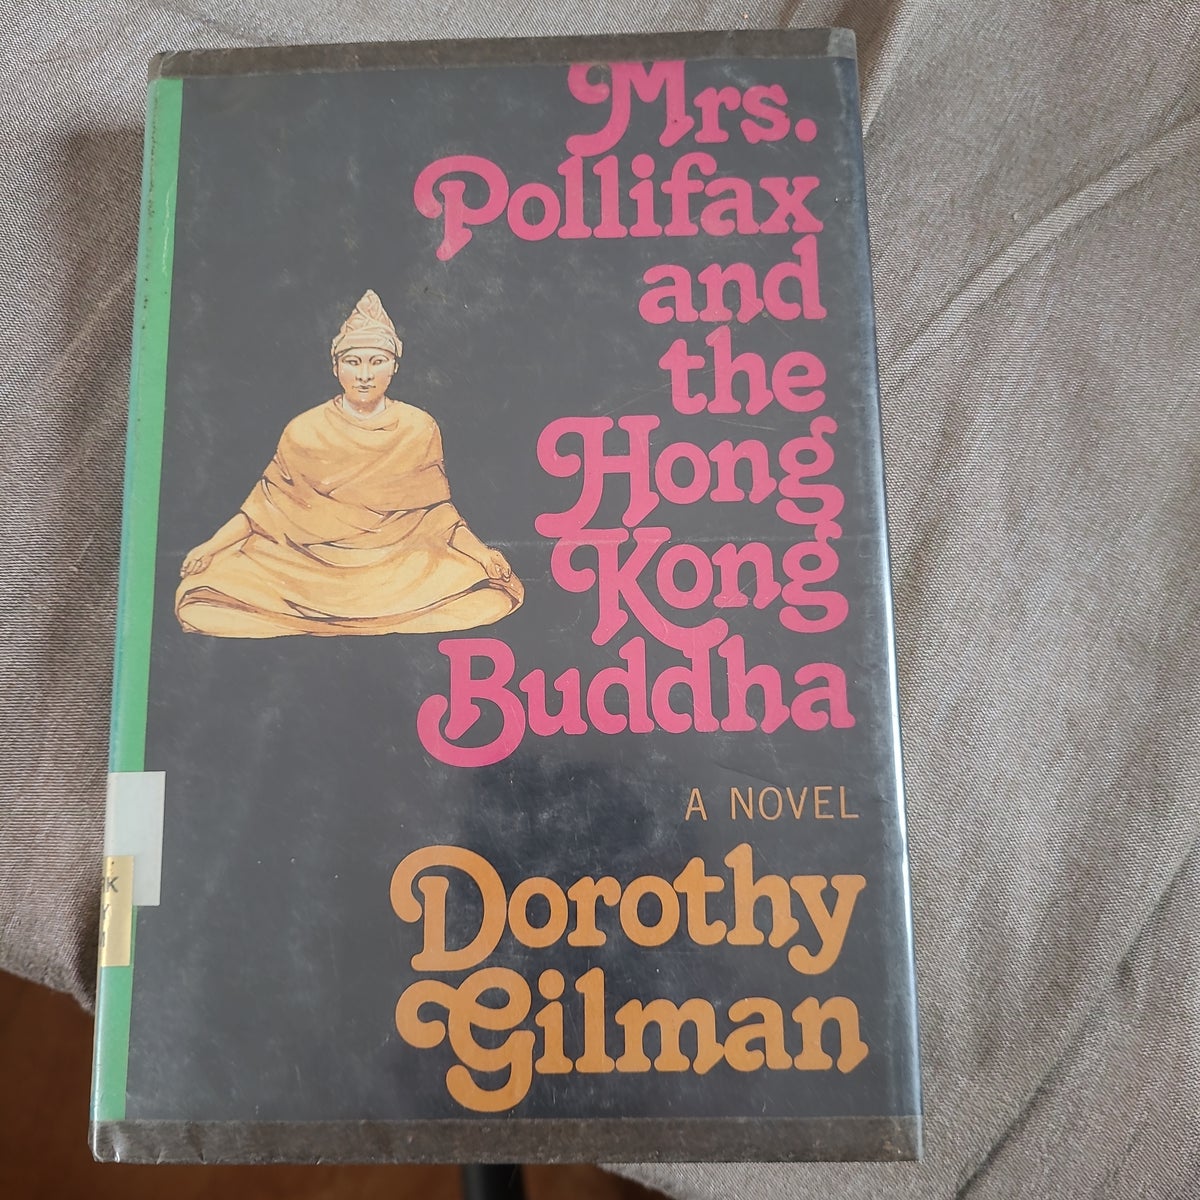 Mrs.
Pollifax
and
the
Hong
Kong
Buddha
A NOVEL
Dorothy
Gilman
K
Y